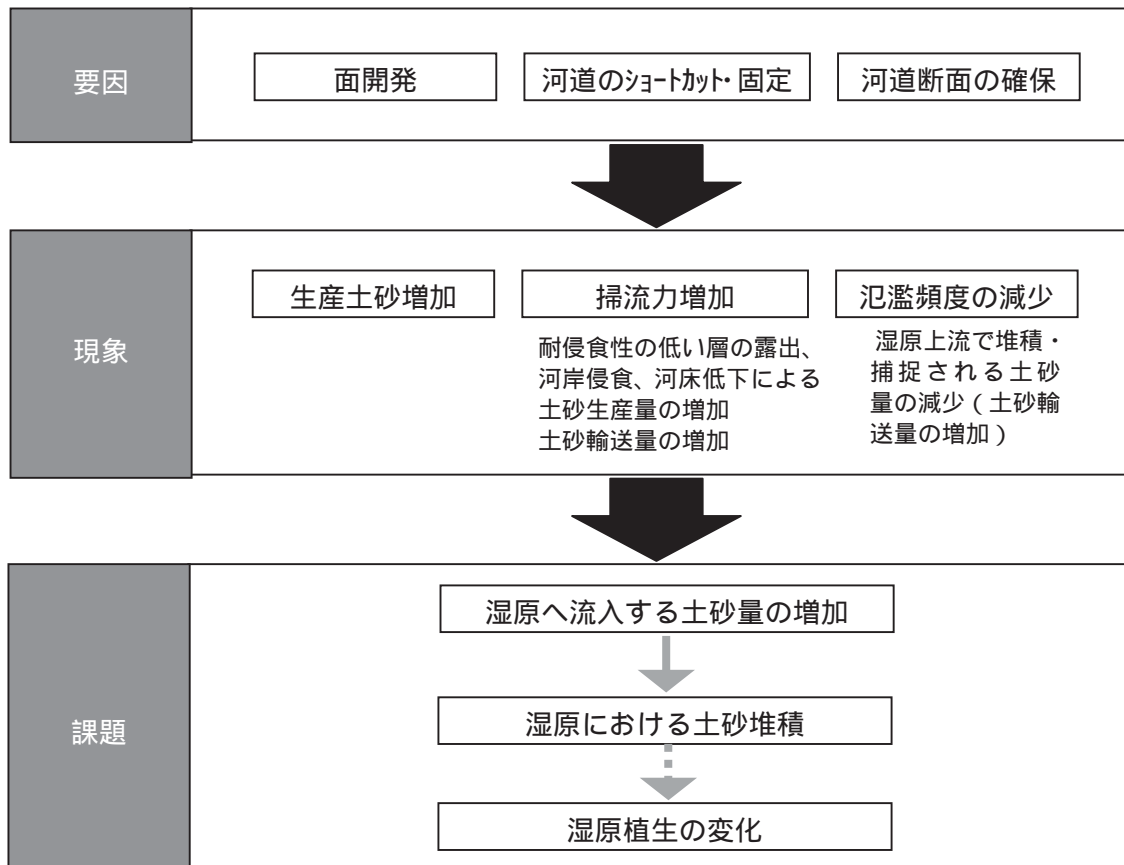 要因
面開発
河道のｼｮｰﾄｶｯﾄ・固定
河道断面の確保
現象
生産土砂増加
掃流力増加
氾濫頻度の減少
耐侵食性の低い層の露出、
河岸侵食、河床低下による
土砂生産量の増加
土砂輸送量の増加
湿原上流で堆積・
捕捉される土砂
量の減少（土砂輸
送量の増加）
課題
湿原へ流入する土砂量の増加
湿原における土砂堆積
湿原植生の変化